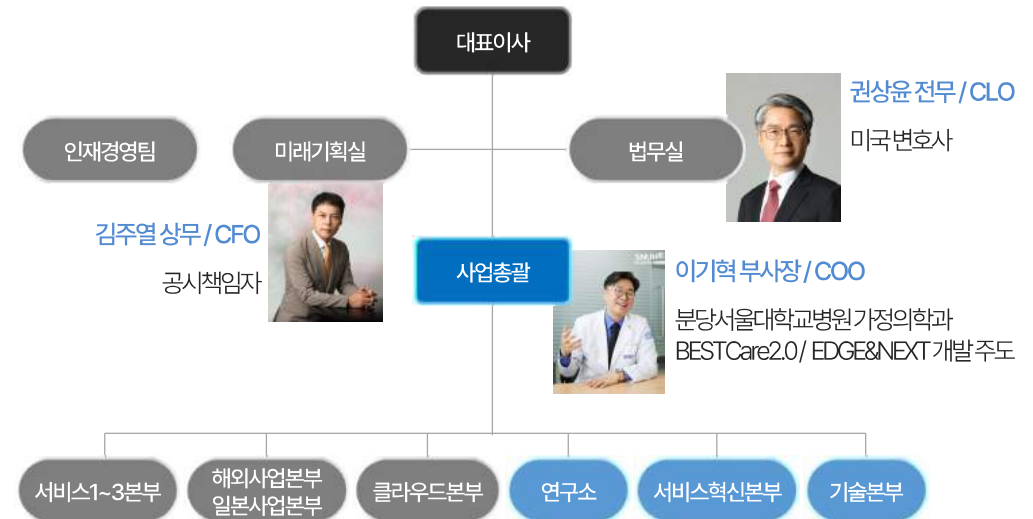 대표이사
권상윤 전무 / CLO
미국 변호사
인재경영팀
미래기획실
법무실
김주열 상무 / CFO
공시책임자
사업총괄
이기혁 부사장 / COO
분당서울대학교병원 가정의학과
BESTCare2.0 / EDGE&NEXT 개발 주도
서비스1~3본부
해외사업본부
일본사업본부
클라우드본부
연구소
서비스혁신본부
기술본부